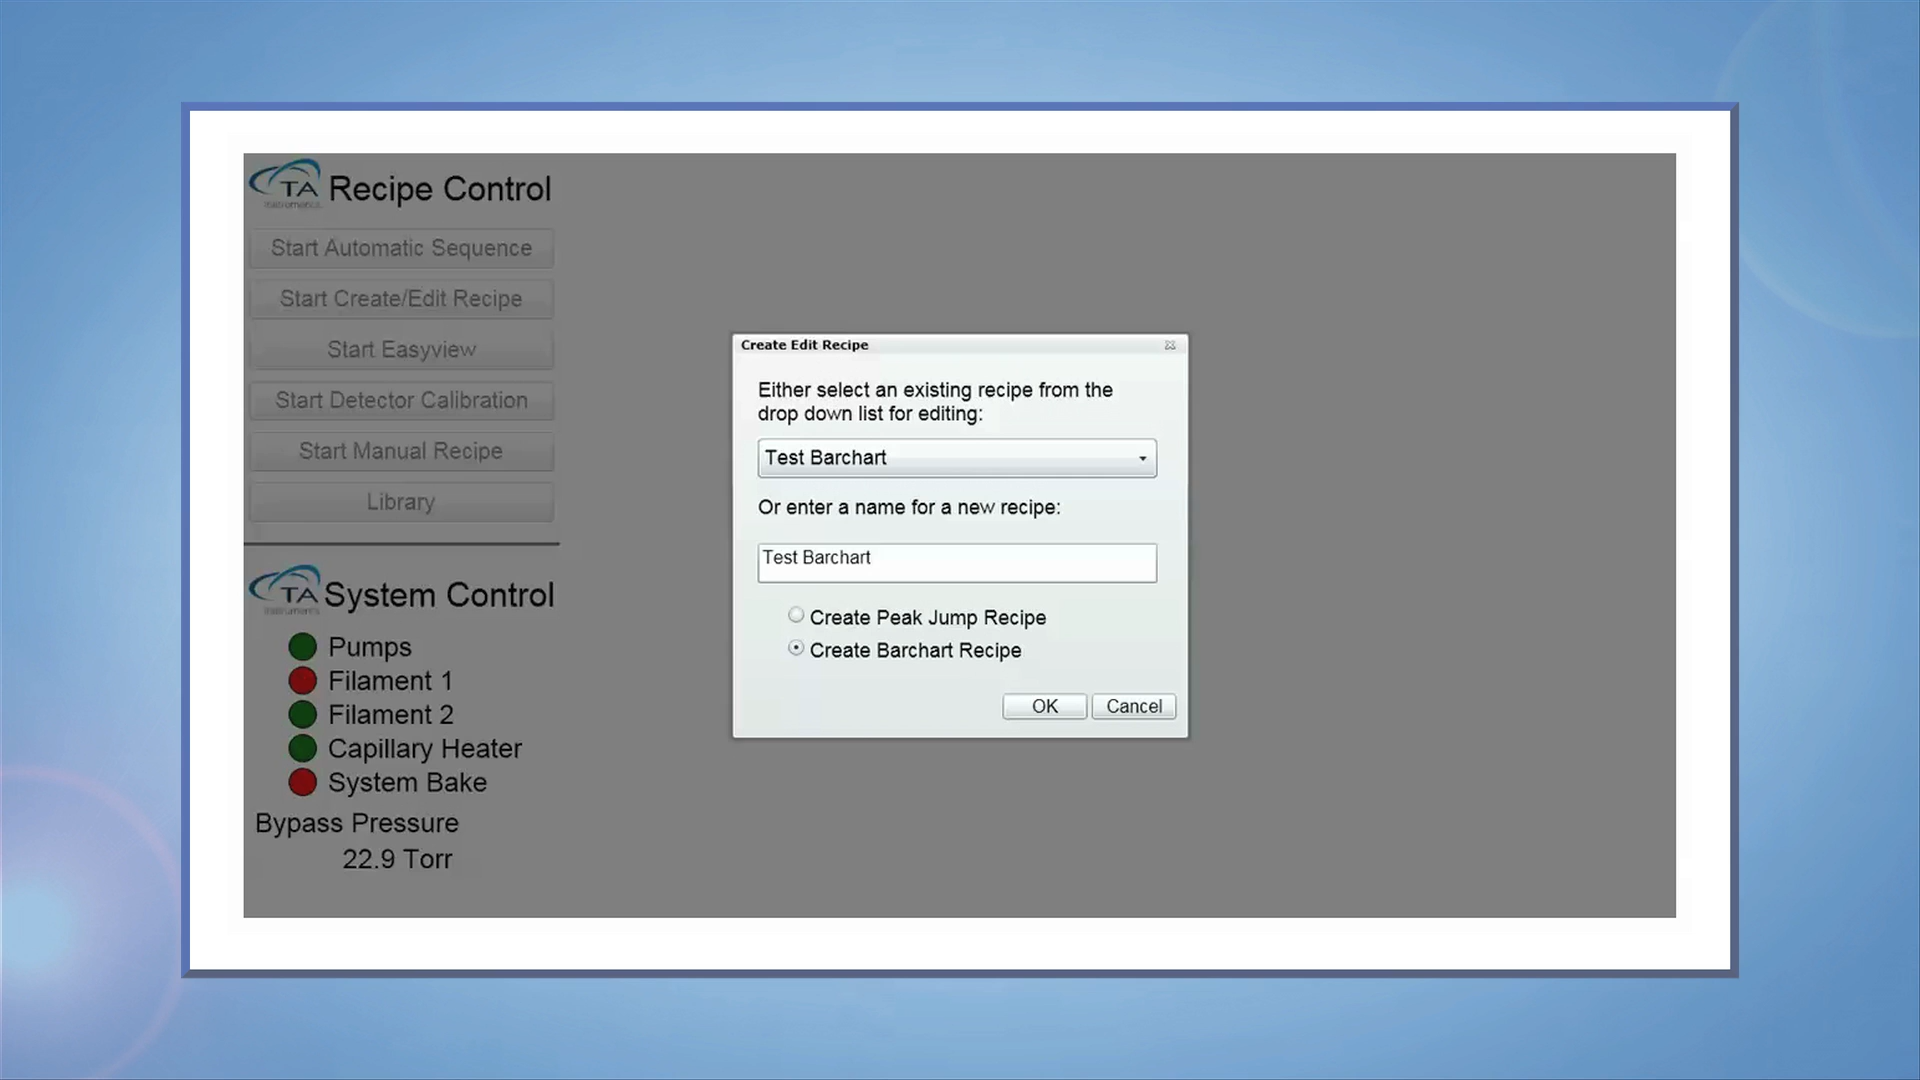 TA
Instruments
Recipe Control
Start Automatic Sequence
Start Create/Edit Recipe
Start Easyview
Start Detector Calibration
Start Manual Recipe
Library
TA
Instruments
System Control
Pumps
Filament 1
Filament 2
Capillary Heater
System Bake
Bypass Pressure
22.9 Torr
Create Edit Recipe
Either select an existing recipe from the
drop down list for editing:
Test Barchart
Or enter a name for a new recipe:
Test Barchart
Create Peak Jump Recipe
Create Barchart Recipe
OK
Cancel